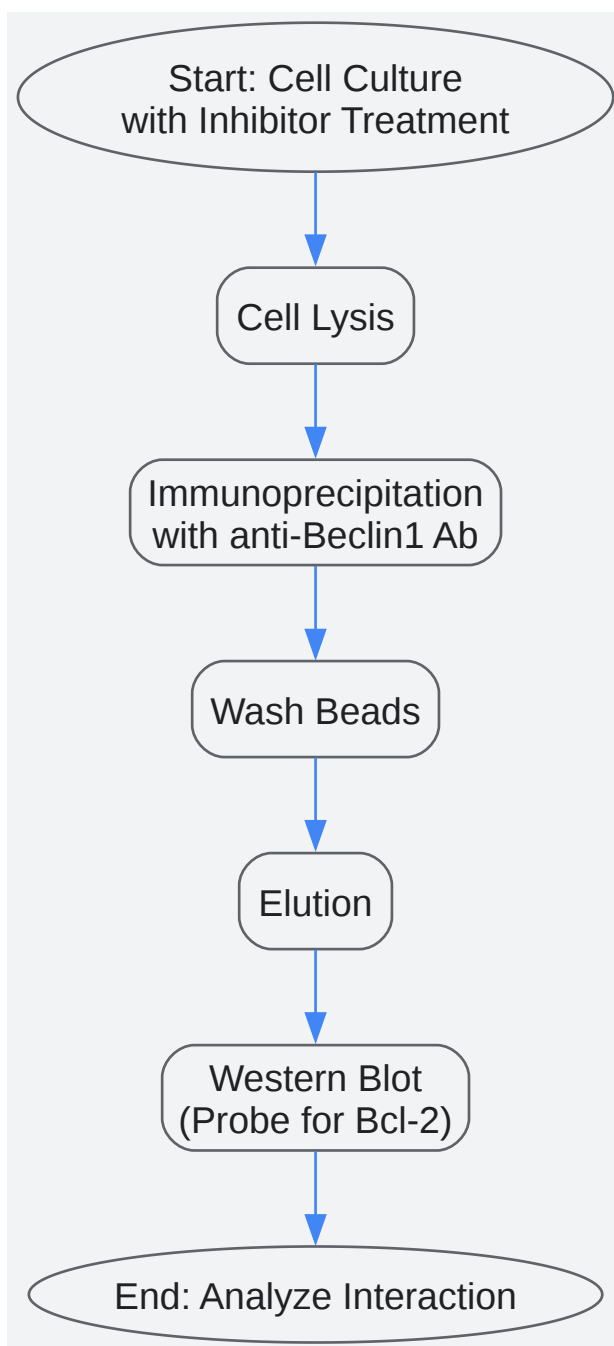 Start: Cell Culture
with Inhibitor Treatment
Cell Lysis
Immunoprecipitation
with anti-Beclin1 Ab
Wash Beads
Elution
Western Blot
(Probe for Bcl-2)
End: Analyze Interaction